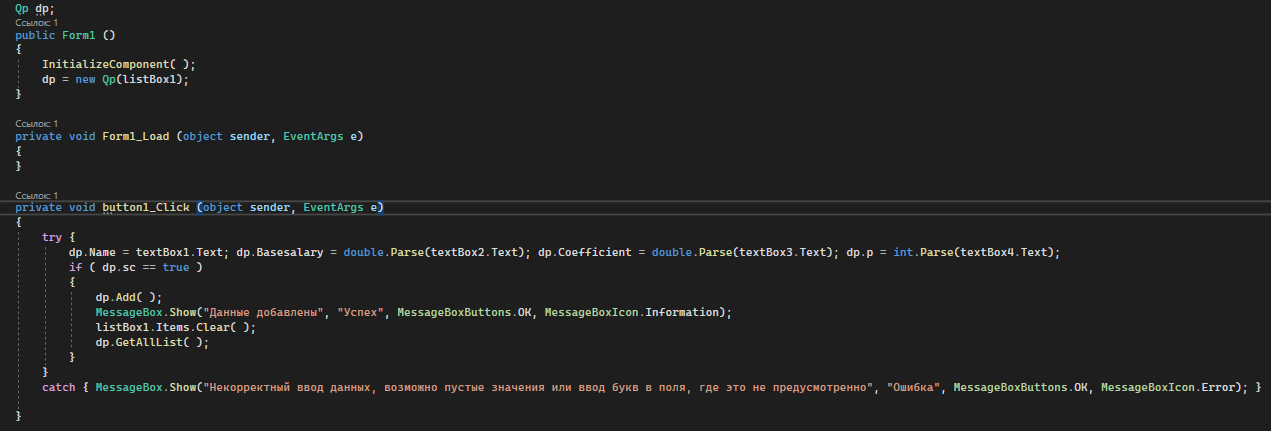 Qp dp;
Ссылок: 1
public Form1 ()
{
InitializeComponent( );
dp = new Qp(listBox1);
}
Ссылок: 1
private void Form1_Load (object sender, EventArgs e)
{
}
Ссылок: 1
private void button1_Click (object sender, EventArgs e)
{
try {
dp.Name = textBox1.Text; dp.Basesalary = double.Parse(textBox2.Text); dp.Coefficient = double.Parse(textBox3.Text); dp.p = int.Parse(textBox4.Text);
if ( dp.sc == true )
{
dp.Add( );
MessageBox.Show("Данные добавлены", "Успех", MessageBoxButtons.OK, MessageBoxIcon.Information);
listBox1.Items.Clear( );
dp.GetAllList( );
}
}
catch { MessageBox.Show("Некорректный ввод данных, возможно пустые значения или ввод букв в поля, где это не предусмотренно", "Ошибка", MessageBoxButtons.OK, MessageBoxIcon.Error); }
}